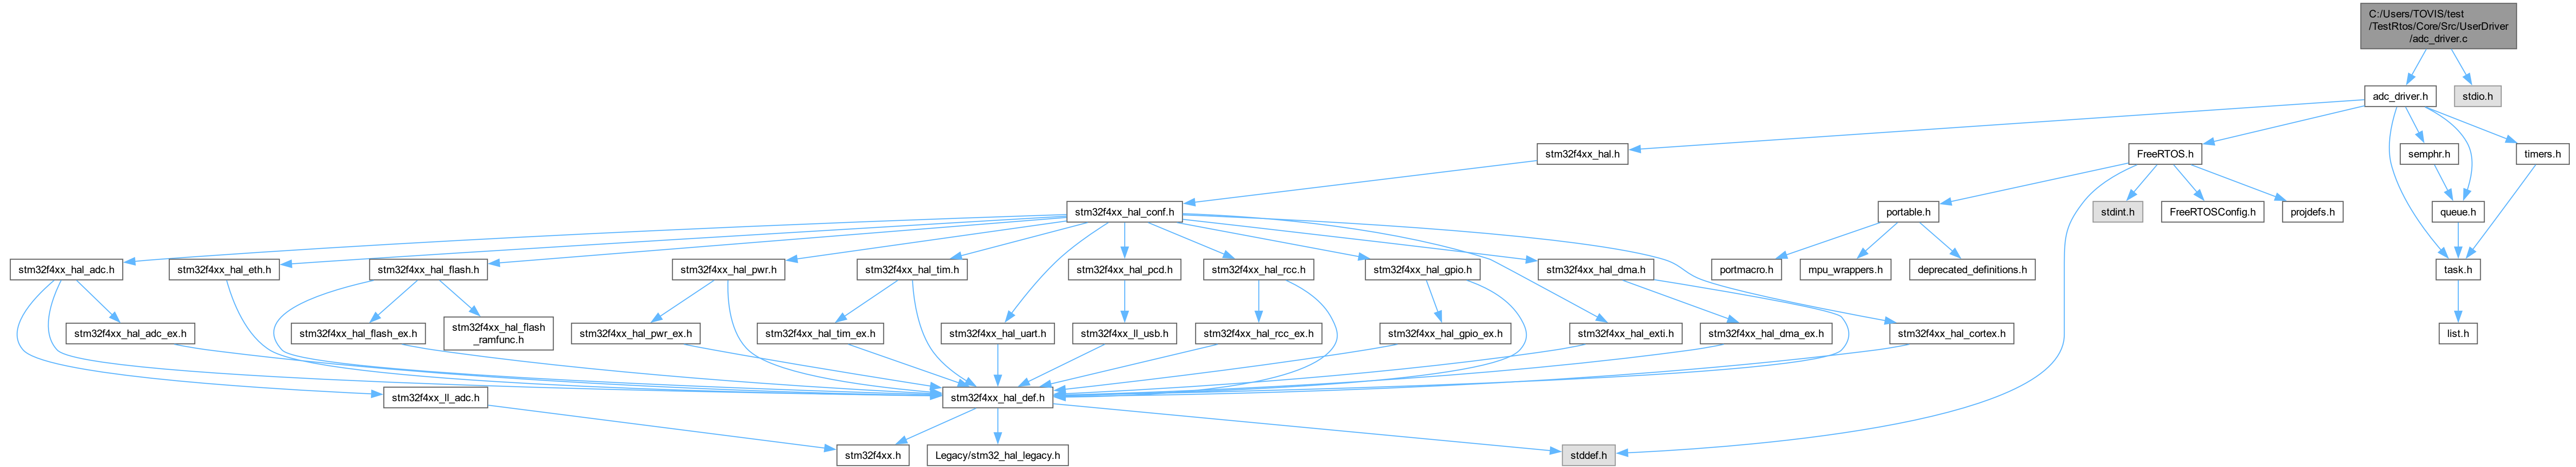 C:/Users/TOVIS/test
/TestRtos/Core/Src/UserDriver
/adc_driver.c
adc_driver.h
stdio.h
stm32f4xx_hal.h
FreeRTOS.h
semphr.h
timers.h
stm32f4xx_hal_conf.h
portable.h
stdint.h
FreeRTOSConfig.h
projdefs.h
queue.h
stm32f4xx_hal_adc.h
stm32f4xx_hal_eth.h
stm32f4xx_hal_flash.h
stm32f4xx_hal_pwr.h
stm32f4xx_hal_tim.h
stm32f4xx_hal_pcd.h
stm32f4xx_hal_rcc.h
stm32f4xx_hal_gpio.h
stm32f4xx_hal_dma.h
portmacro.h
mpu_wrappers.h
deprecated_definitions.h
task.h
stm32f4xx_hal_adc_ex.h
stm32f4xx_hal_flash_ex.h
stm32f4xx_hal_flash
_ramfunc.h
stm32f4xx_hal_pwr_ex.h
stm32f4xx_hal_tim_ex.h
stm32f4xx_hal_uart.h
stm32f4xx_ll_usb.h
stm32f4xx_hal_rcc_ex.h
stm32f4xx_hal_gpio_ex.h
stm32f4xx_hal_exti.h
stm32f4xx_hal_dma_ex.h
stm32f4xx_hal_cortex.h
list.h
stm32f4xx_ll_adc.h
stm32f4xx_hal_def.h
stm32f4xx.h
Legacy/stm32_hal_legacy.h
stddef.h